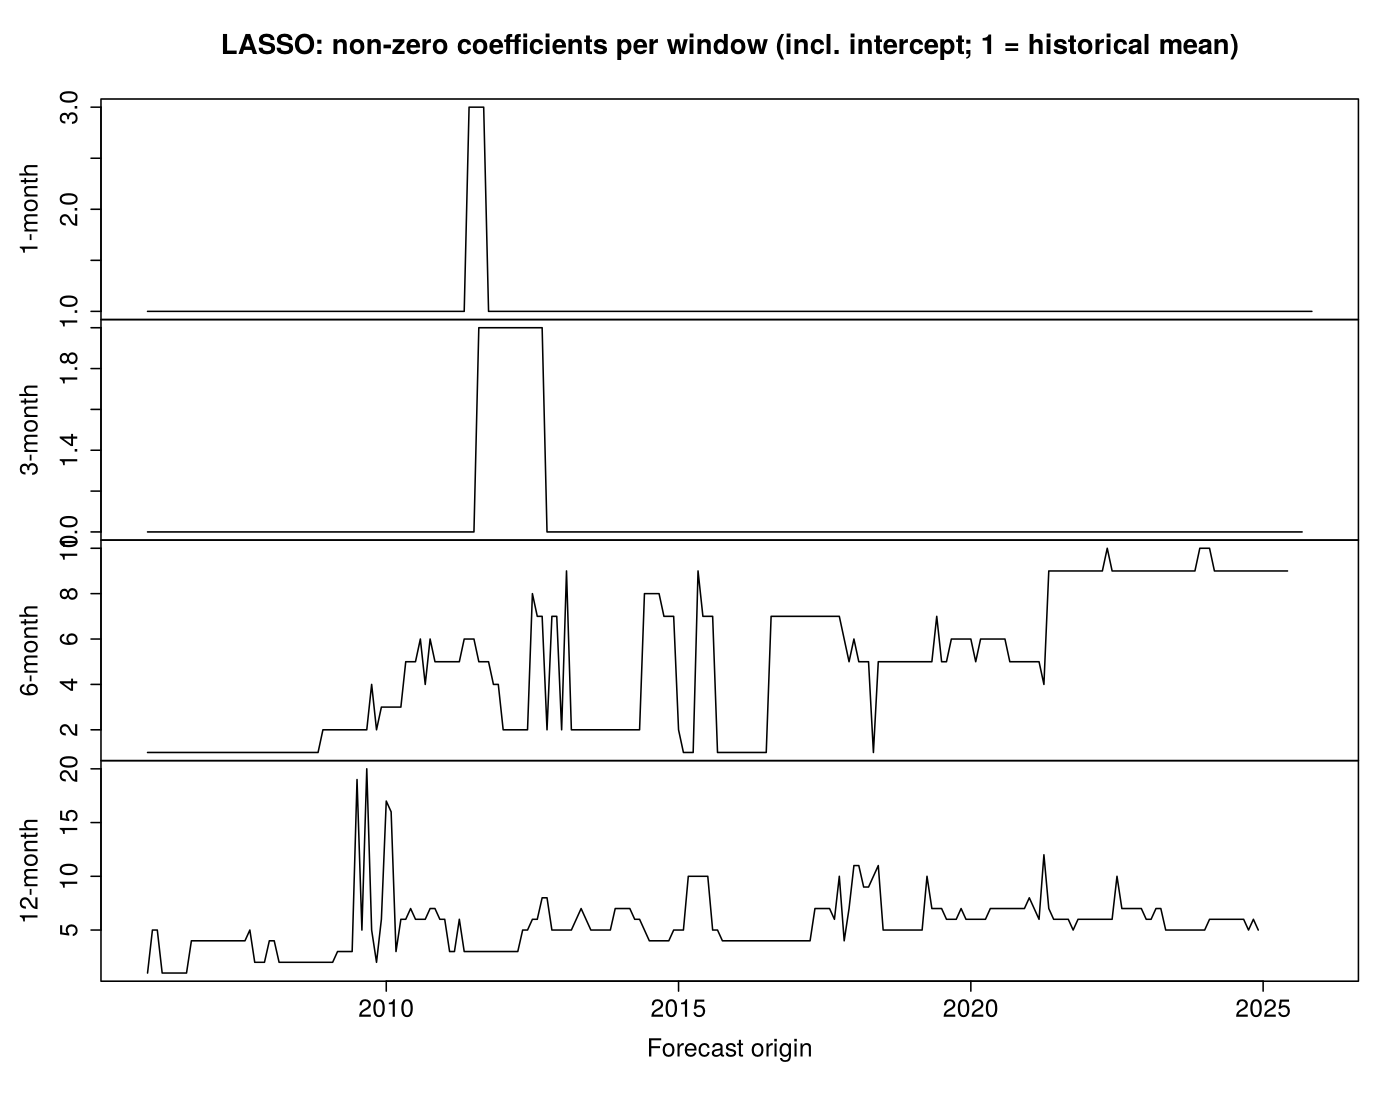 LASSO: non-zero coefficients per window (incl. intercept; 1 = historical mean)
1-month
3.0
2.0
1.0
3-month
1.8
1.4
1.0
6-month
10
8
6
4
2
12-month
20
15
10
5
2010 2015 2020 2025
Forecast origin